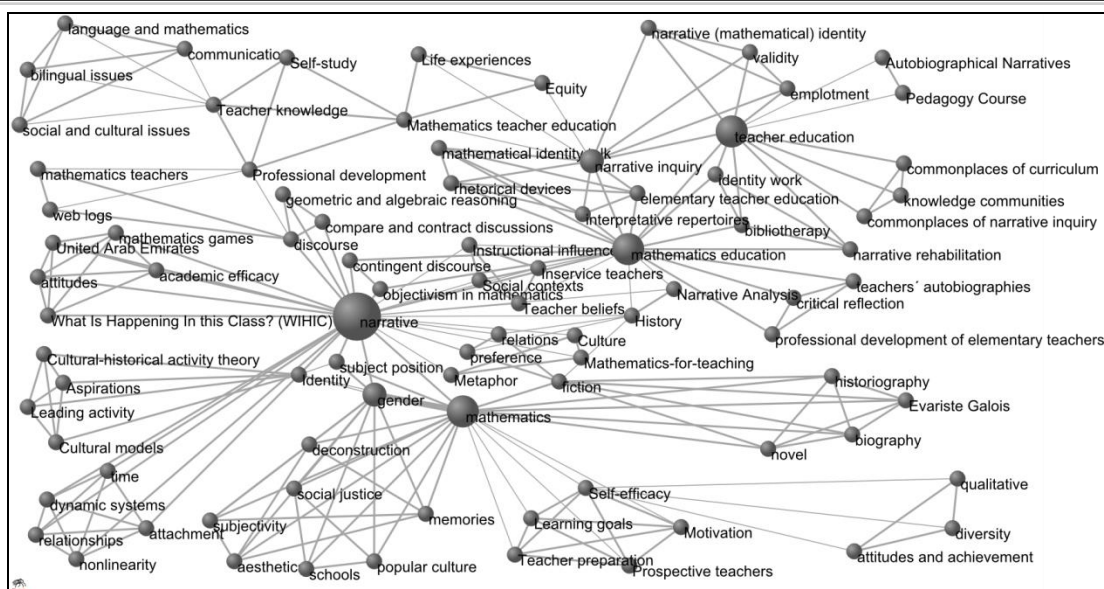 language and mathematics
communicatio
Self-study
bilingual issues
Teacher knowledge
social and cultural issues
Life experiences
Equity
Mathematics teacher education
narrative (mathematical) identity
validity
emplotment
Autobiographical Narratives
Pedagogy Course
teacher education
mathematical identity
narrative inquiry
rhetorical devices
elementary teacher education
interpretative repertoires
identity work
bibliotherapy
mathematics education
commonplaces of curriculum
knowledge communities
commonplaces of narrative inquiry
narrative rehabilitation
mathematics teachers
Professional development
web logs
geometric and algebraic reasoning
compare and contract discussions
discourse
mathematics games
United Arab Emirates
attitudes
academic efficacy
What Is Happening In this Class? (WIHIC)
contingent discourse
Instructional influence
Inservice teachers
Social contexts
objectivism in mathematics
Teacher beliefs
narrative
Narrative Analysis
History
teachers´ autobiographies
critical reflection
professional development of elementary teachers
relations
Culture
preference
Mathematics-for-teaching
Metaphor
fiction
subject position
Cultural-historical activity theory
Identity
Aspirations
Leading activity
Cultural models
gender
mathematics
historiography
Evariste Galois
biography
novel
time
dynamic systems
relationships
attachment
nonlinearity
deconstruction
social justice
subjectivity
memories
aesthetic
schools
popular culture
Self-efficacy
Learning goals
Motivation
Teacher preparation
Prospective teachers
qualitative
diversity
attitudes and achievement